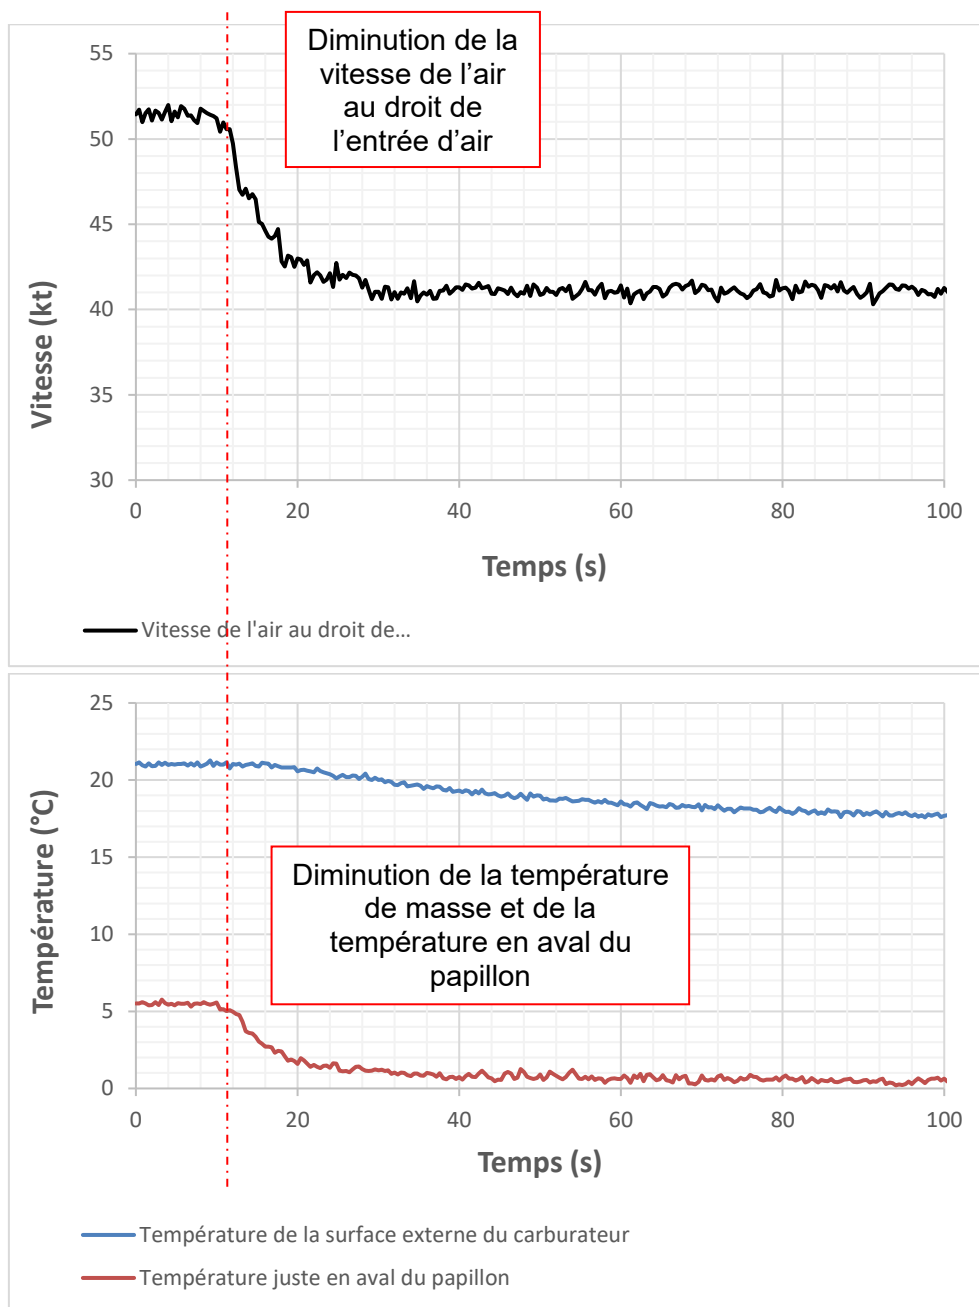 Diminution de la
vitesse de l’air
au droit de
l’entrée d’air
55
50
45
40
35
30
Vitesse (kt)
0 20 40 60 80 100
Temps (s)
Vitesse de l'air au droit de...
25
20
15
10
5
0
Température (°C)
Diminution de la température
de masse et de la
température en aval du
papillon
0 20 40 60 80 100
Temps (s)
Température de la surface externe du carburateur
Température juste en aval du papillon